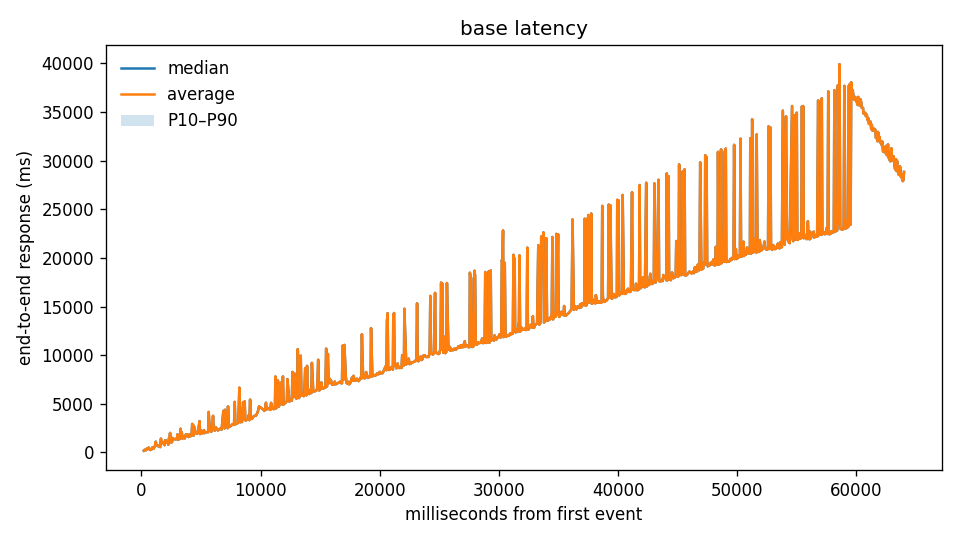 base latency
median
average
P10–P90
end-to-end response (ms)
40000
35000
30000
25000
20000
15000
10000
5000
0
0
10000
20000
30000
40000
50000
60000
milliseconds from first event